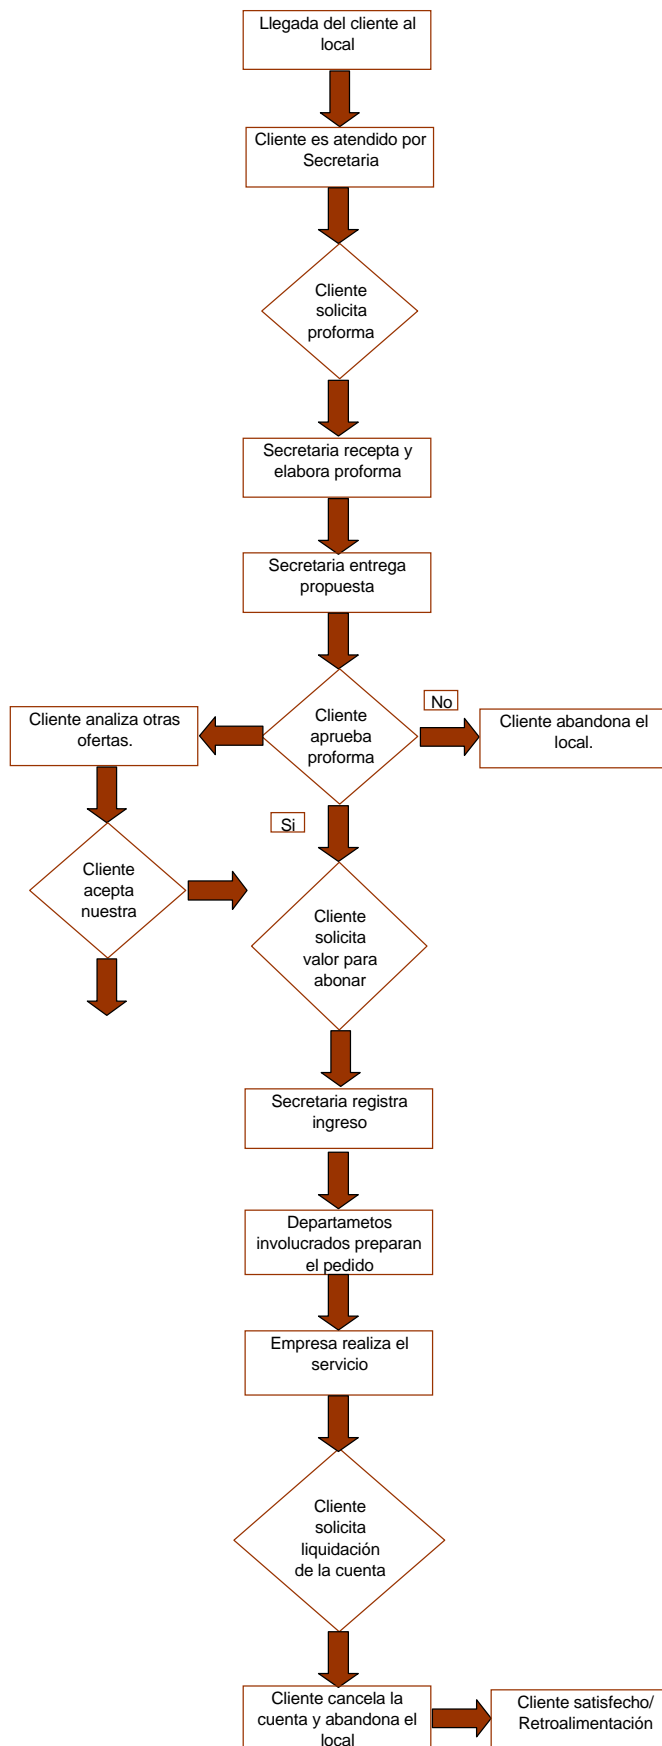 Llegada del cliente al
local
Cliente es atendido por
Secretaria
Cliente
solicita
proforma
Secretaria recepta y
elabora proforma
Secretaria entrega
propuesta
No
Cliente analiza otras
ofertas.
Cliente
aprueba
proforma
Cliente abandona el
local.
Si
Cliente
acepta
nuestra
Cliente
solicita
valor para
abonar
Secretaria registra
ingreso
Departametos
involucrados preparan
el pedido
Empresa realiza el
servicio
Cliente
solicita
liquidación
de la cuenta
Cliente cancela la
cuenta y abandona el
local
Cliente satisfecho/
Retroalimentación